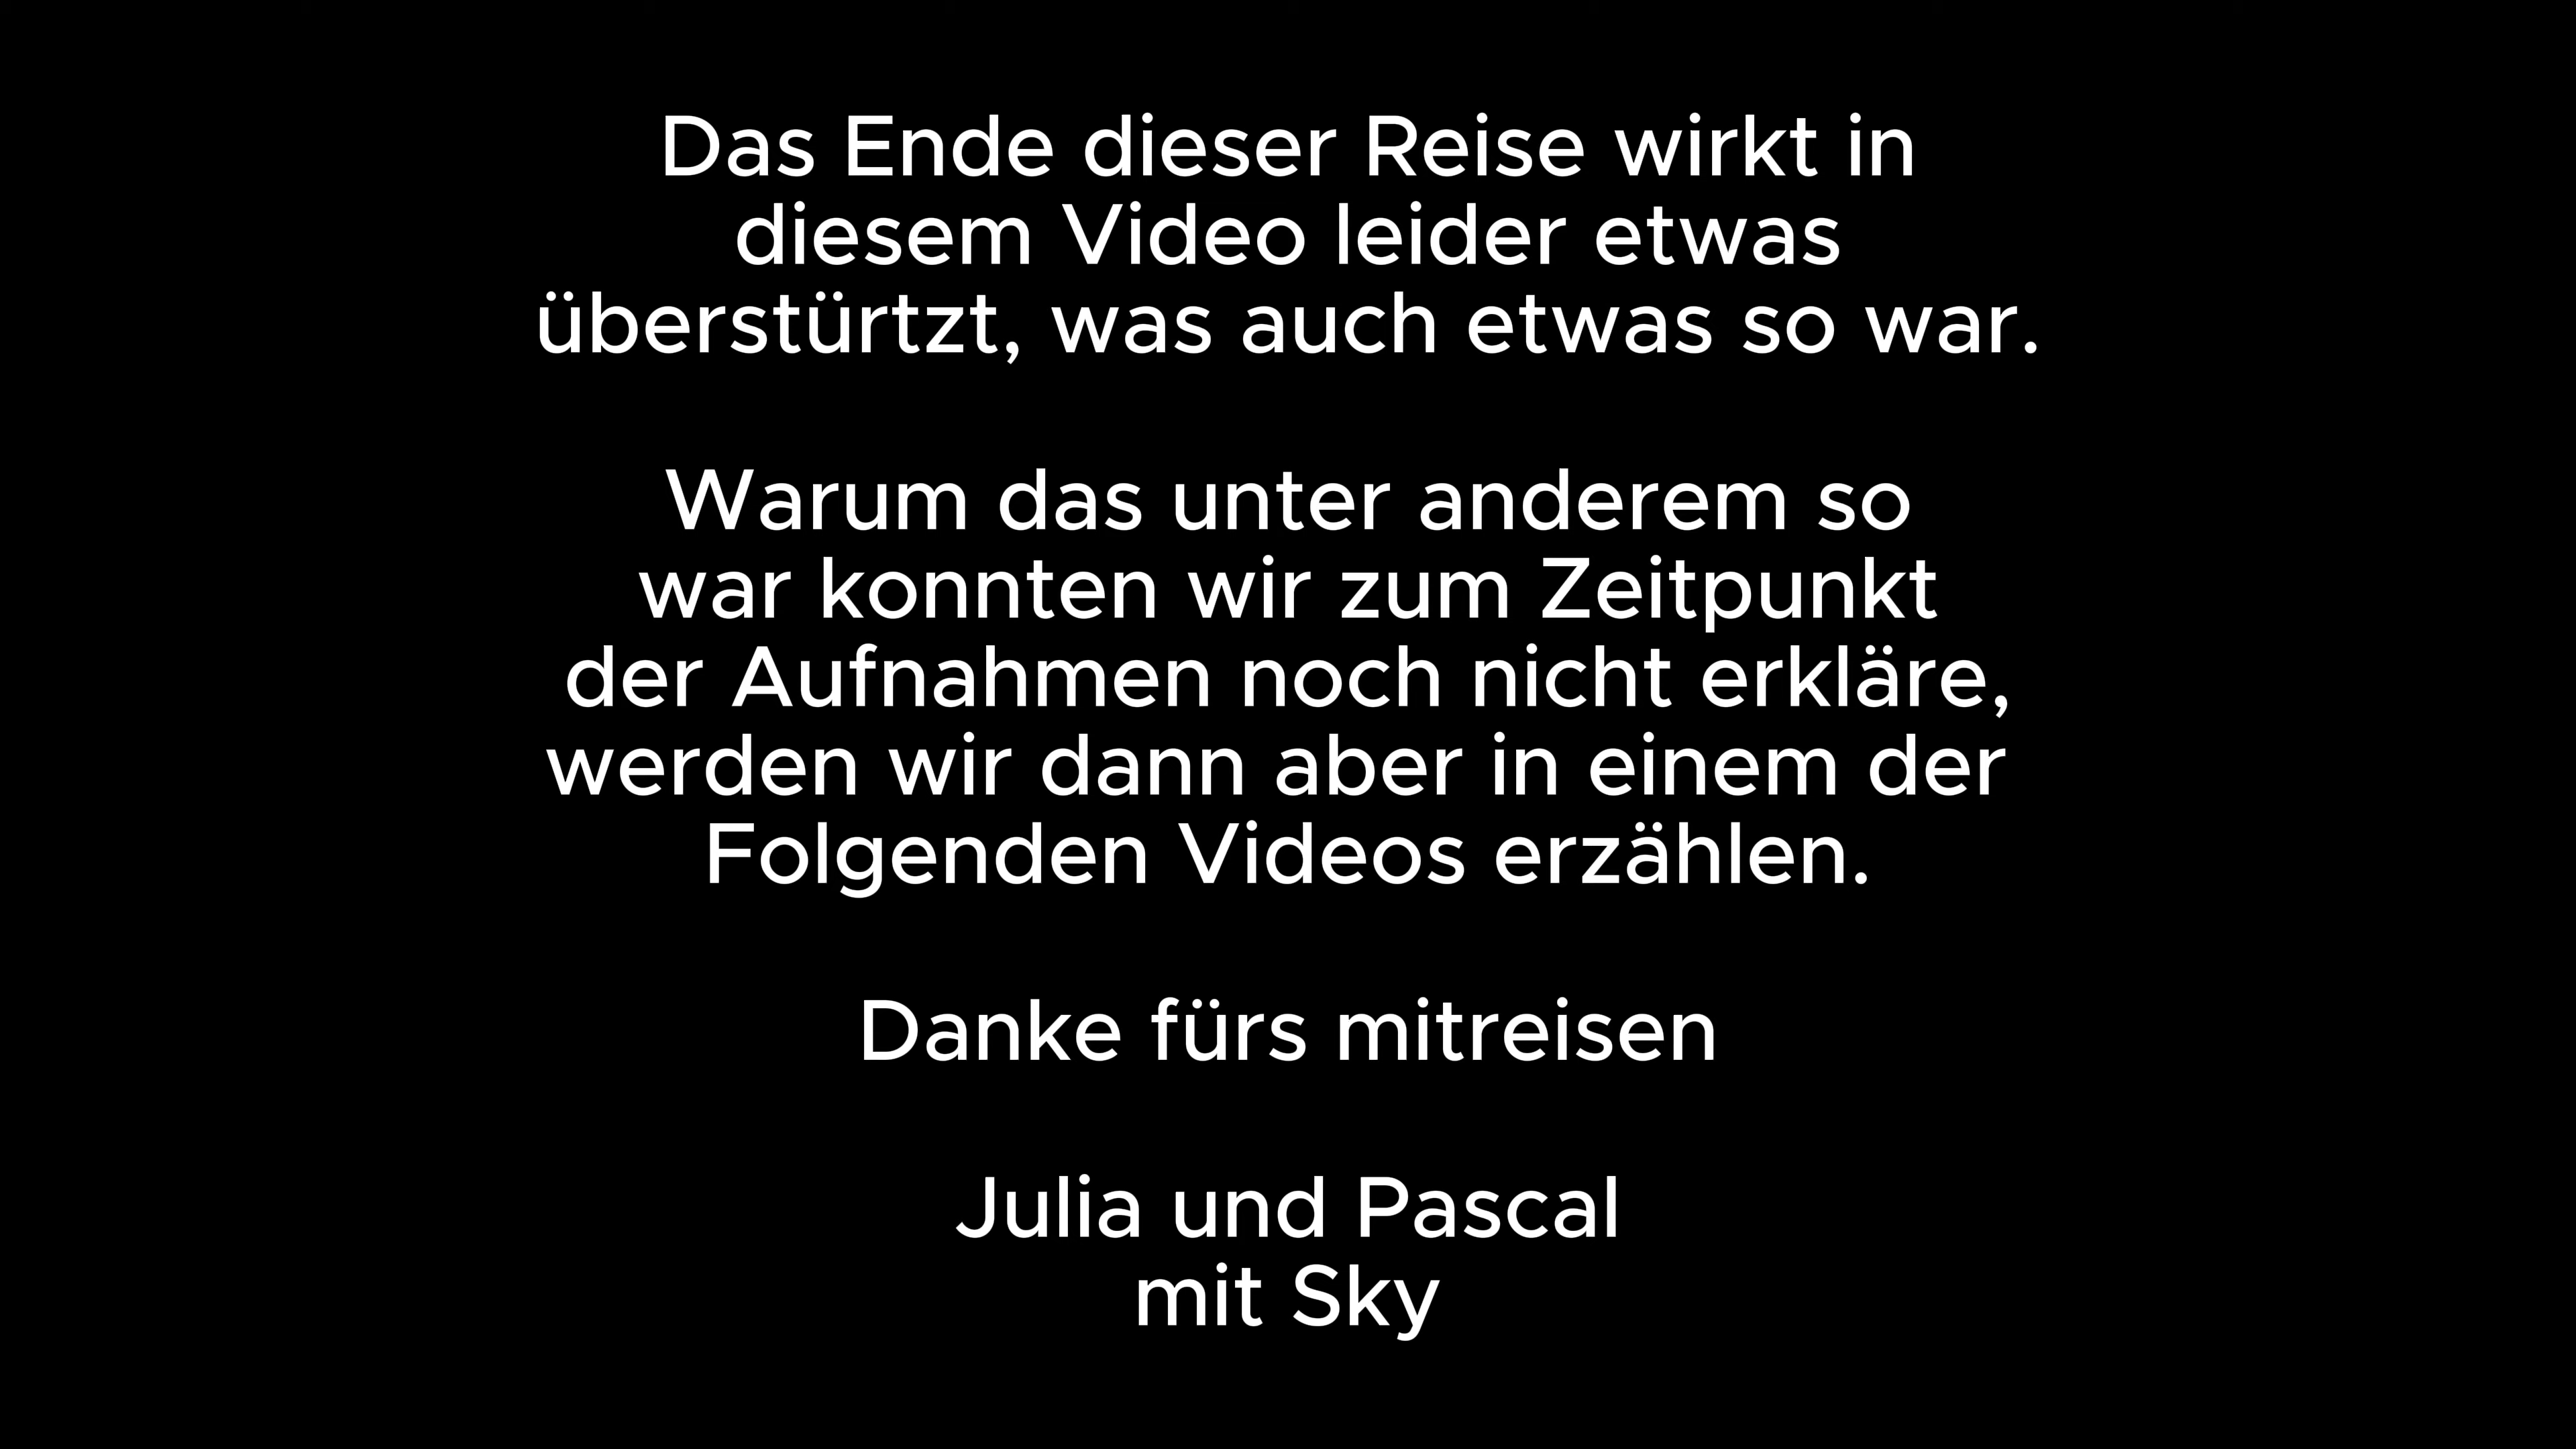 Das Ende dieser Reise wirkt in
diesem Video leider etwas
überstürtzt, was auch etwas so war.
Warum das unter anderem so
war konnten wir zum Zeitpunkt
der Aufnahmen noch nicht erkläre,
werden wir dann aber in einem der
Folgenden Videos erzählen.
Danke fürs mitreisen
Julia und Pascal
mit Sky